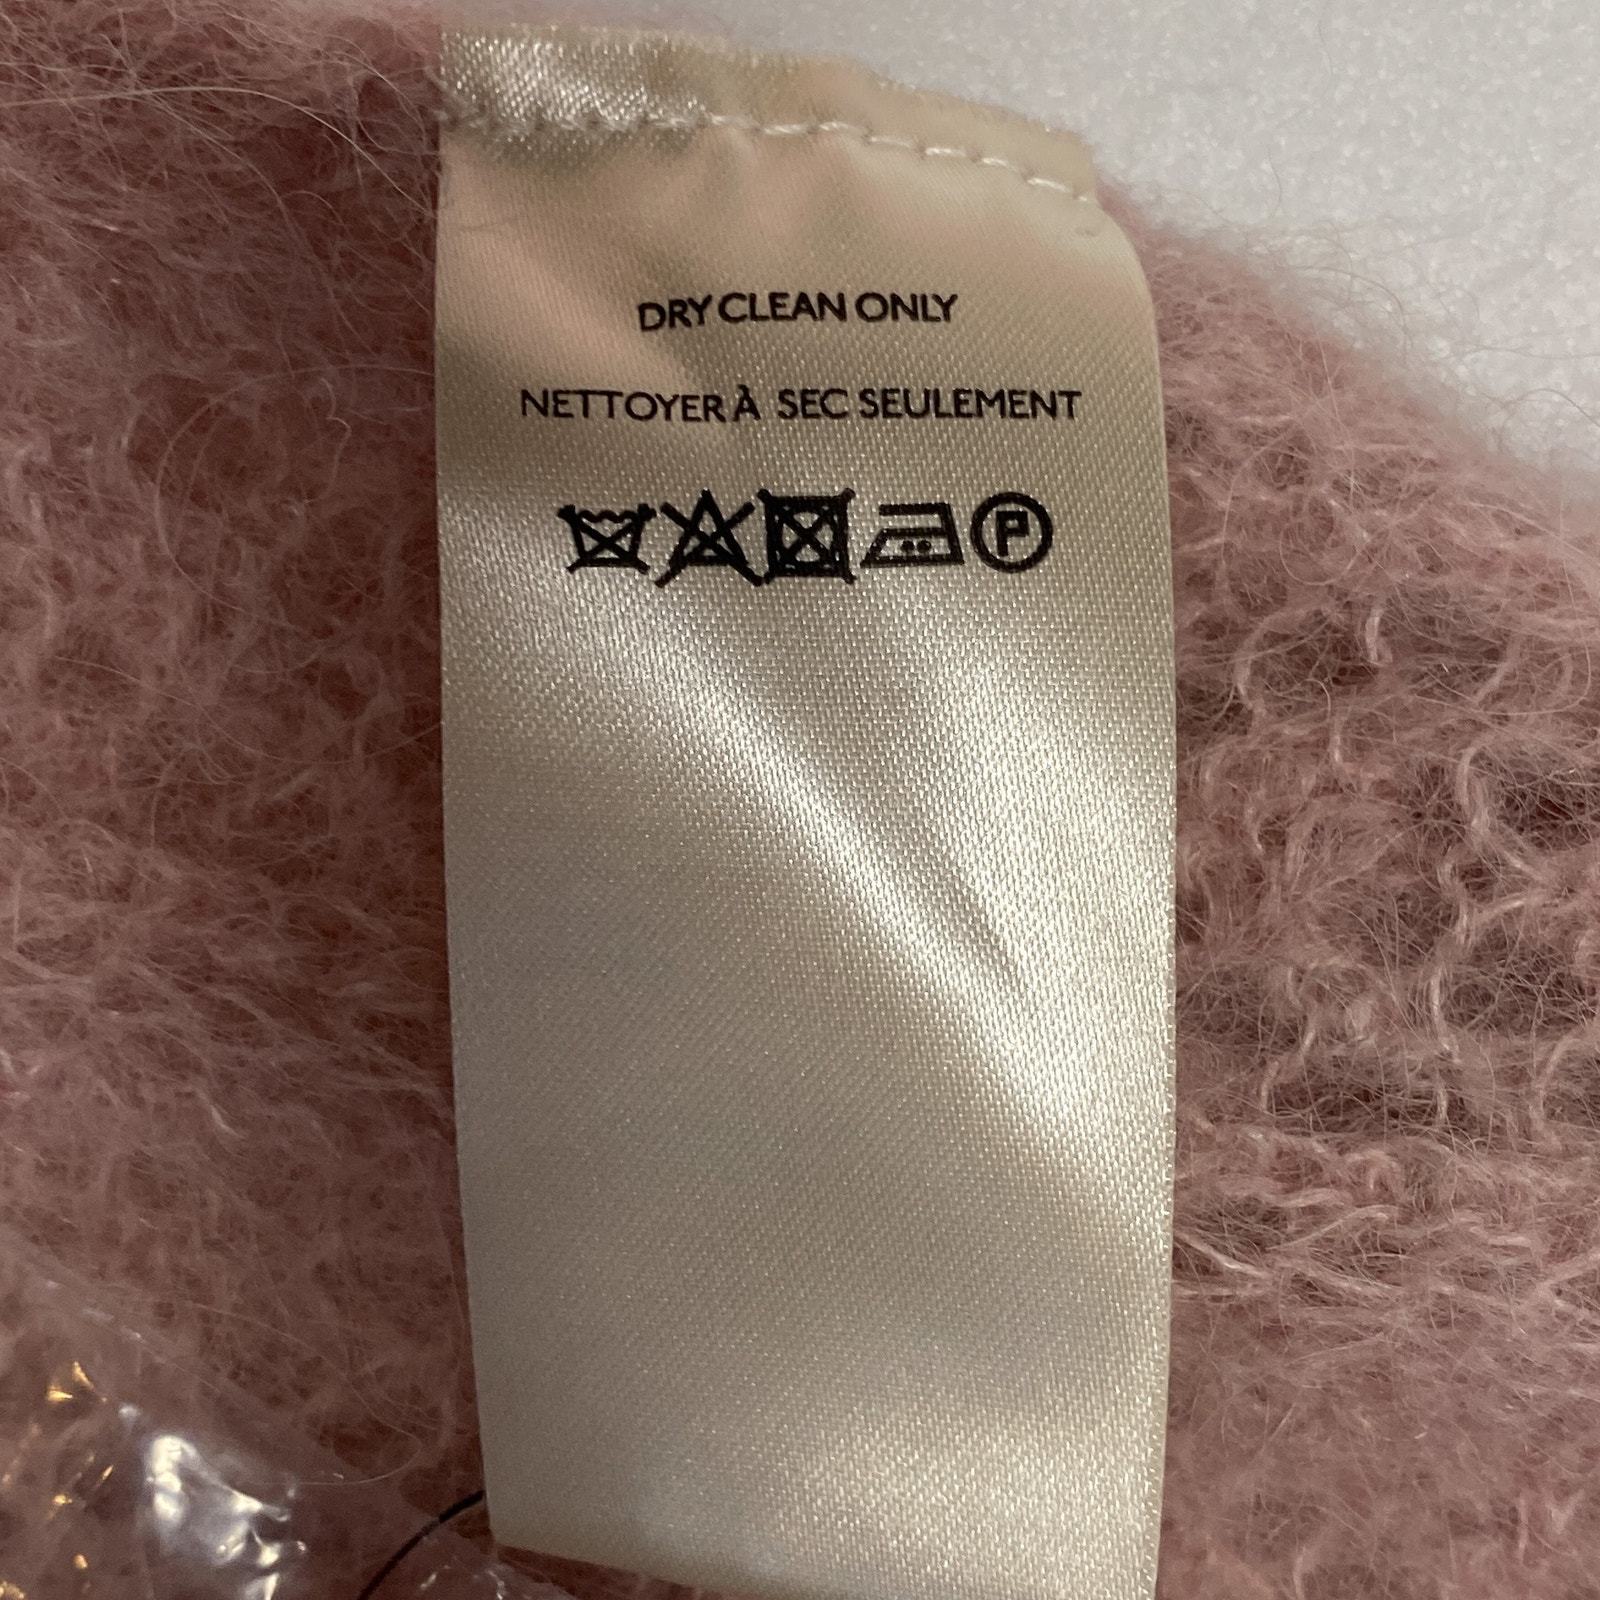 DRY CLEAN ONLY
NETTOYER À SEC SEULEMENT
P